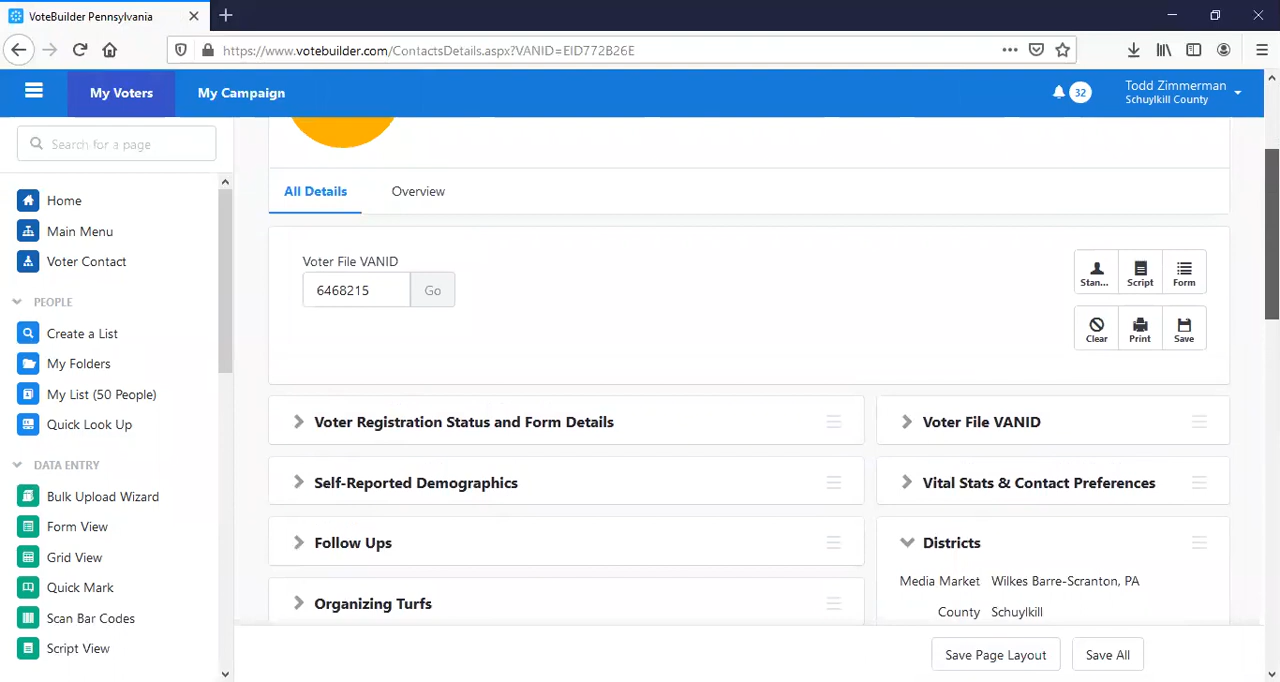 VoteBuilder Pennsylvania
https://www.votebuilder.com/ContactsDetails.aspx?VANID=EID772B26E
My Voters
My Campaign
32
Todd Zimmerman
Schuylkill County
Search for a page
Home
Main Menu
Voter Contact
PEOPLE
Create a List
My Folders
My List (50 People)
Quick Look Up
DATA ENTRY
Bulk Upload Wizard
Form View
Grid View
Quick Mark
Scan Bar Codes
Script View
All Details
Overview
Voter File VANID
6468215
Go
Stan...
Script
Form
Clear
Print
Save
Voter Registration Status and Form Details
Self-Reported Demographics
Follow Ups
Organizing Turfs
Voter File VANID
Vital Stats & Contact Preferences
Districts
Media Market Wilkes Barre-Scranton, PA
County Schuylkill
Save Page Layout
Save All